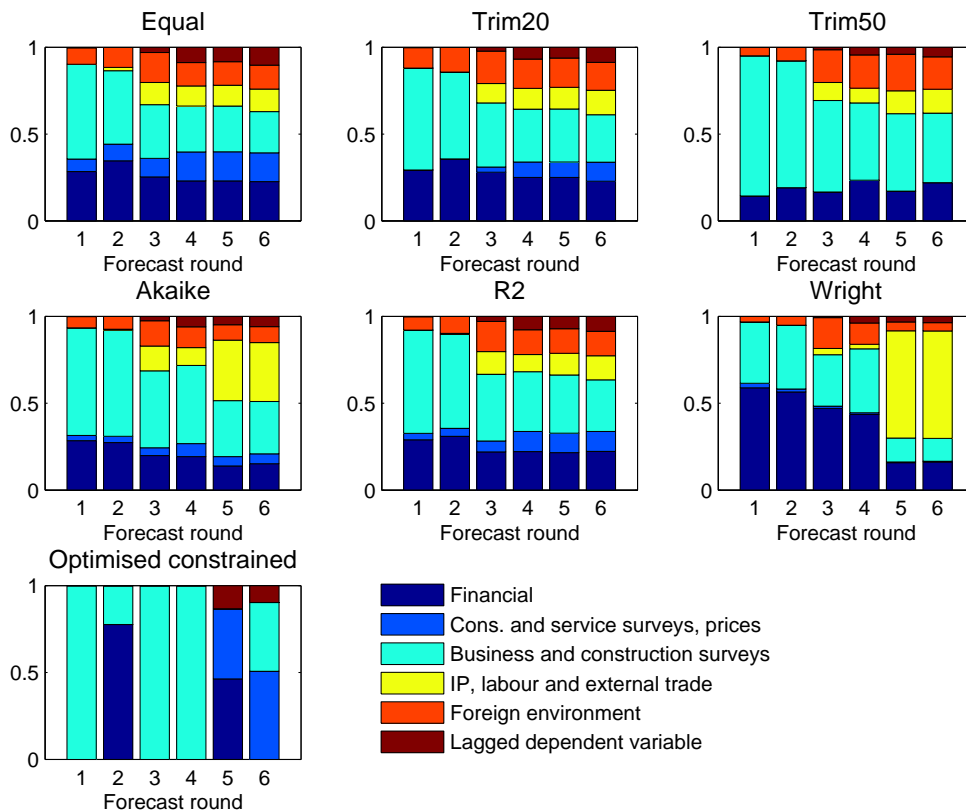 Equal
Trim20
Trim50
1
0.5
0
1 2 3 4 5 6
Forecast round
1
0.5
0
1 2 3 4 5 6
Forecast round
1
0.5
0
1 2 3 4 5 6
Forecast round
Akaike
R2
Wright
1
0.5
0
1 2 3 4 5 6
Forecast round
1
0.5
0
1 2 3 4 5 6
Forecast round
1
0.5
0
1 2 3 4 5 6
Forecast round
Optimised constrained
1
0.5
0
1 2 3 4 5 6
Forecast round
Financial
Cons. and service surveys, prices
Business and construction surveys
IP, labour and external trade
Foreign environment
Lagged dependent variable